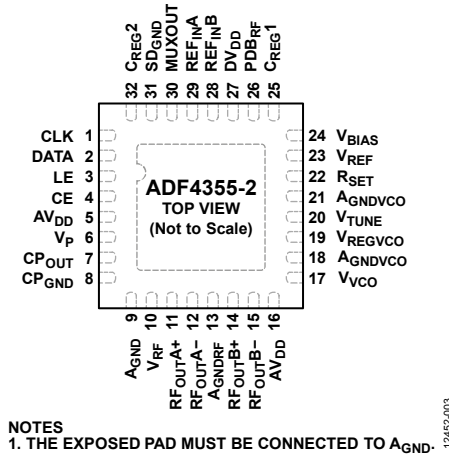 32 CREG2
31 SDGND
30 MUXOUT
29 REFINA
28 REFINB
27 DVDD
26 PDBRF
25 CREG1
CLK 1
DATA 2
LE 3
CE 4
AVDD 5
VP 6
CPOUT 7
CPGND 8
ADF4355-2
TOP VIEW
(Not to Scale)
24 VBIAS
23 VREF
22 RSET
21 AGNDVCO
20 VTUNE
19 VREGVCO
18 AGNDVCO
17 VVCO
AGND 9
VRF 10
RFOUTA+ 11
RFOUTA− 12
AGNDRF 13
RFOUTB+ 14
RFOUTB− 15
AVDD 16
NOTES
1. THE EXPOSED PAD MUST BE CONNECTED TO AGND.
12452-003